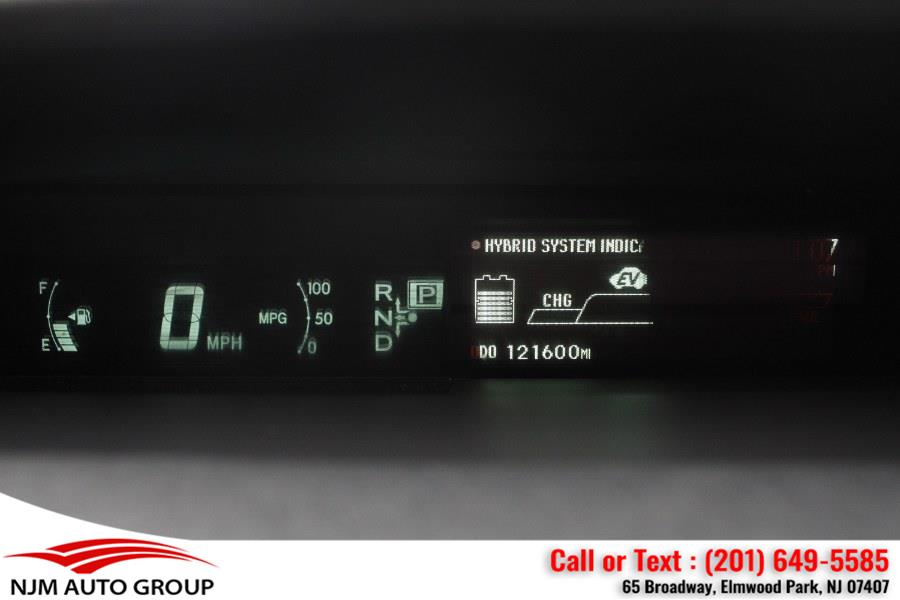 HYBRID SYSTEM INDIC
F
E
0 MPH
MPG
100
50
0
R
N
D
P
EV
CHG
ODO 121600MI
NJM AUTO GROUP
Call or Text : (201) 649-5585
65 Broadway, Elmwood Park, NJ 07407